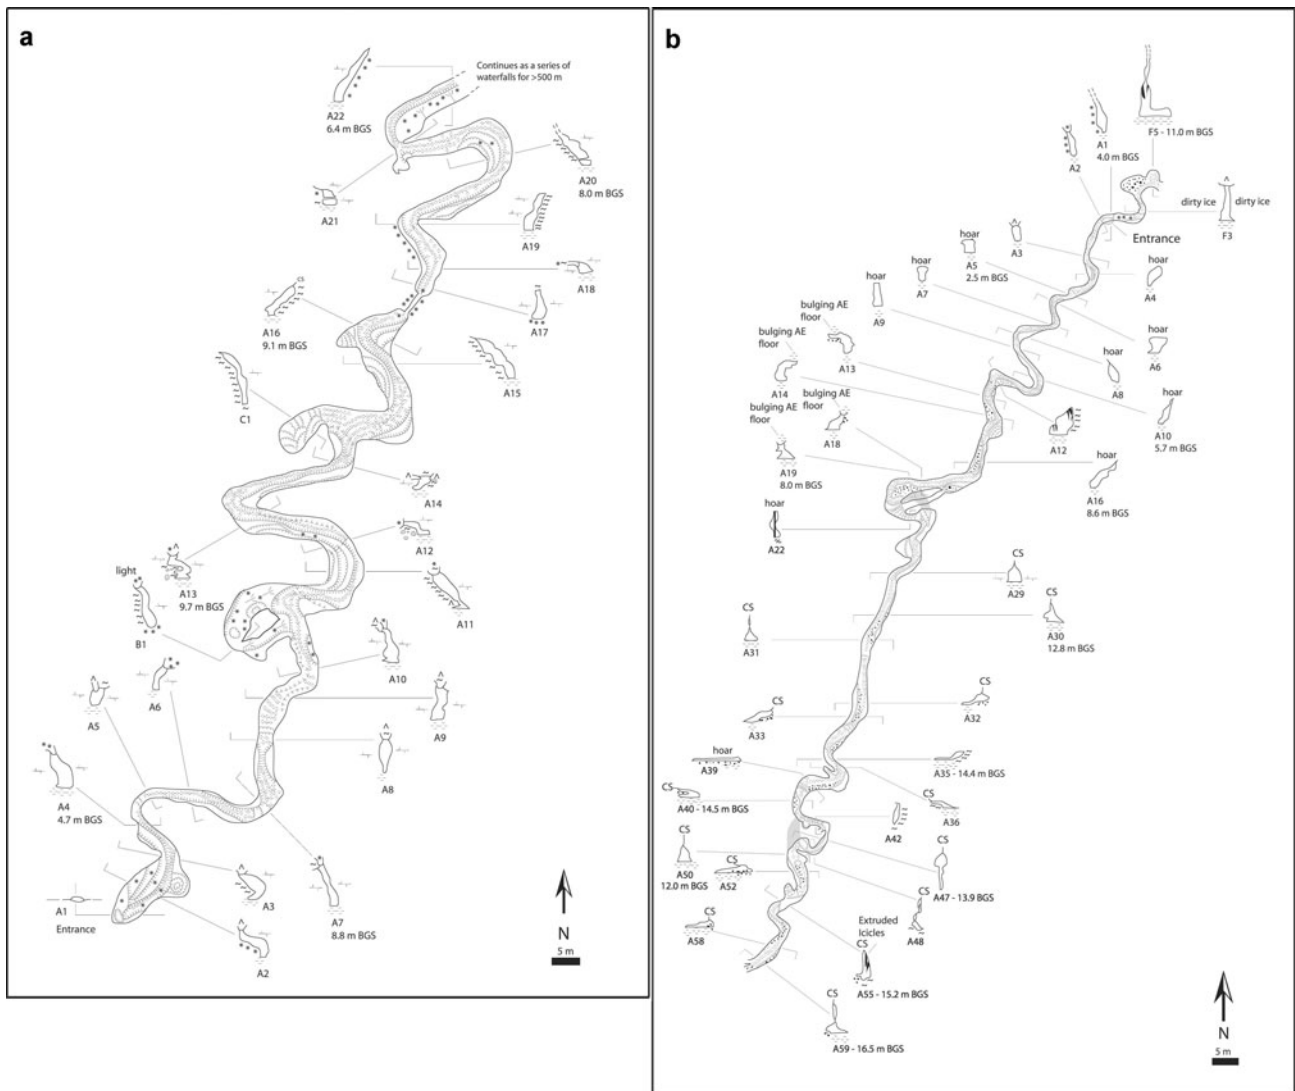 a
Continues as a series of
waterfalls for >500 m
A22
6.4 m BGS
A20
8.0 m BGS
A21
A19
A18
CS
A16
9.1 m BGS
A17
A15
C1
A14
A12
light
A13
9.7 m BGS
B1
A11
A10
A6
A5
A9
A8
A4
4.7 m BGS
A3
A1
Entrance
A7
8.8 m BGS
A2
N
5 m
b
F5 - 11.0 m BGS
A1
4.0 m BGS
A2
dirty ice
dirty ice
F3
Entrance
A3
hoar
A5
2.5 m BGS
hoar
A4
hoar
A7
hoar
A9
bulging AE
floor
A13
hoar
A6
bulging AE
floor
A14
A8
bulging AE
floor
A18
A10
5.7 m BGS
A12
bulging AE
floor
A19
8.0 m BGS
hoar
A16
8.6 m BGS
hoar
A22
CS
A29
CS
A30
12.8 m BGS
CS
A31
CS
A32
CS
A33
hoar
A39
A35 - 14.4 m BGS
CS
A40 - 14.5 m BGS
CS
A36
A42
CS
A50
12.0 m BGS
CS
A52
CS
A47 - 13.9 m BGS
CS
A48
CS
A58
Extruded
Icicles
CS
A55 - 15.2 m BGS
CS
A59 - 16.5 m BGS
N
5 m